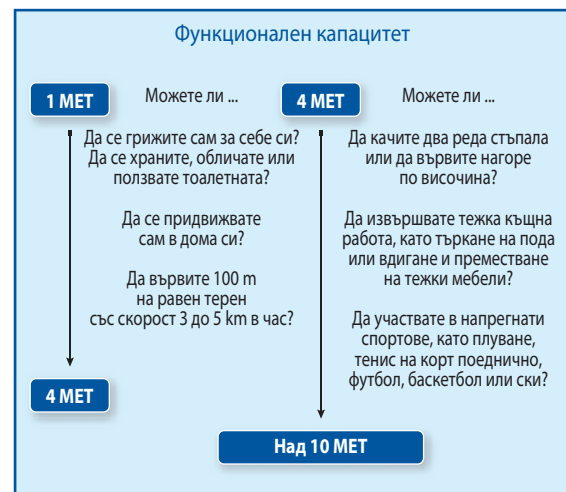 Функционален капацитет
1 МЕТ
Можете ли ...
Да се грижите сам за себе си?
Да се храните, обличате или
ползвате тоалетната?
Да се придвижвате
сам в дома си?
Да вървите 100 m
на равен терен
със скорост 3 до 5 km в час?
4 МЕТ
4 МЕТ
Можете ли ...
Да качите два реда стъпала
или да вървите нагоре
по височина?
Да извършвате тежка къщна
работа, като търкане на пода
или вдигане и преместване
на тежки мебели?
Да участвате в напрегнати
спортове, като плуване,
тенис на корт поеднично,
футбол, баскетбол или ски?
Над 10 МЕТ